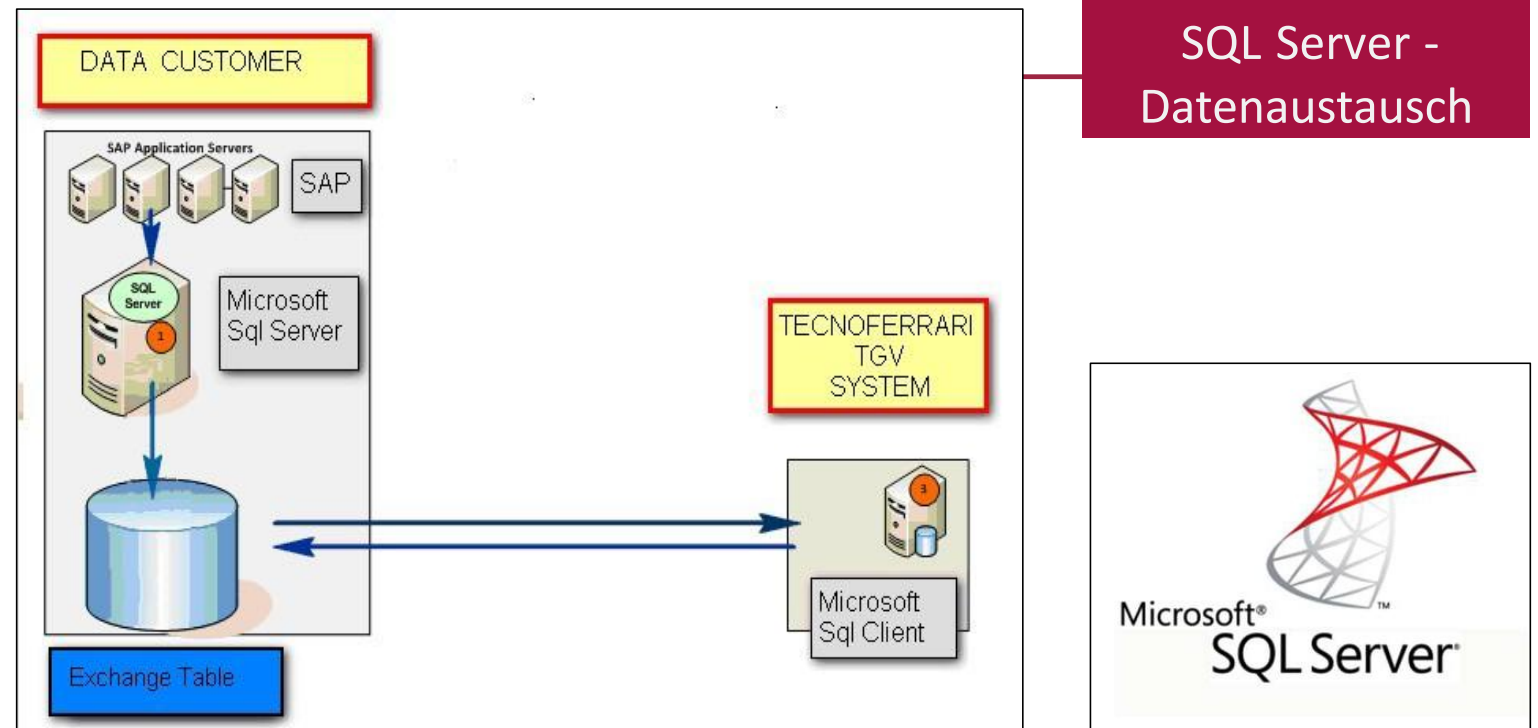 DATA CUSTOMER
SAP Application Servers
SAP
SQL
Server
1
Microsoft
Sql Server
Exchange Table
TECNOFERRARI
TGV
SYSTEM
3
Microsoft
Sql Client
SQL Server -
Datenaustausch
Microsoft®
SQL Server®
™